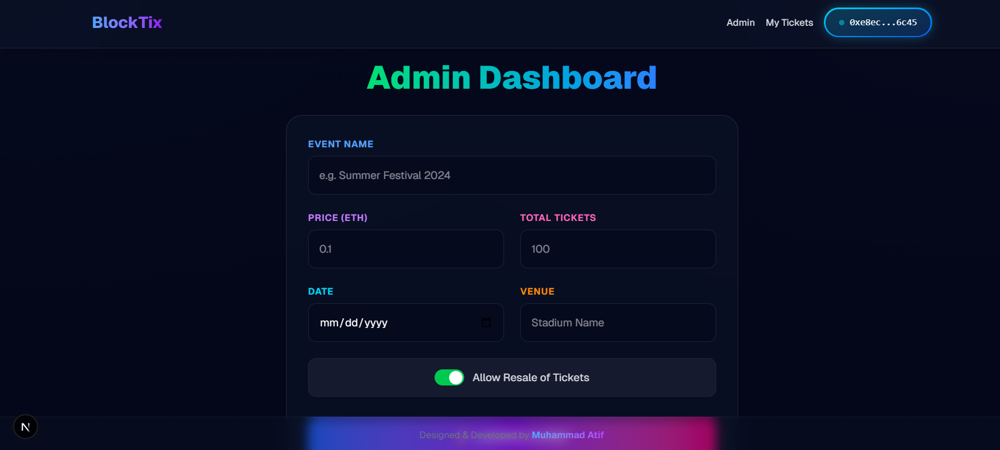 BlockTix
Admin My Tickets 0xe8ec...6c45
Admin Dashboard
EVENT NAME
e.g. Summer Festival 2024
PRICE (ETH) TOTAL TICKETS
0.1 100
DATE VENUE
mm/dd/yyyy Stadium Name
Allow Resale of Tickets
N
Designed & Developed by Muhammad Atif